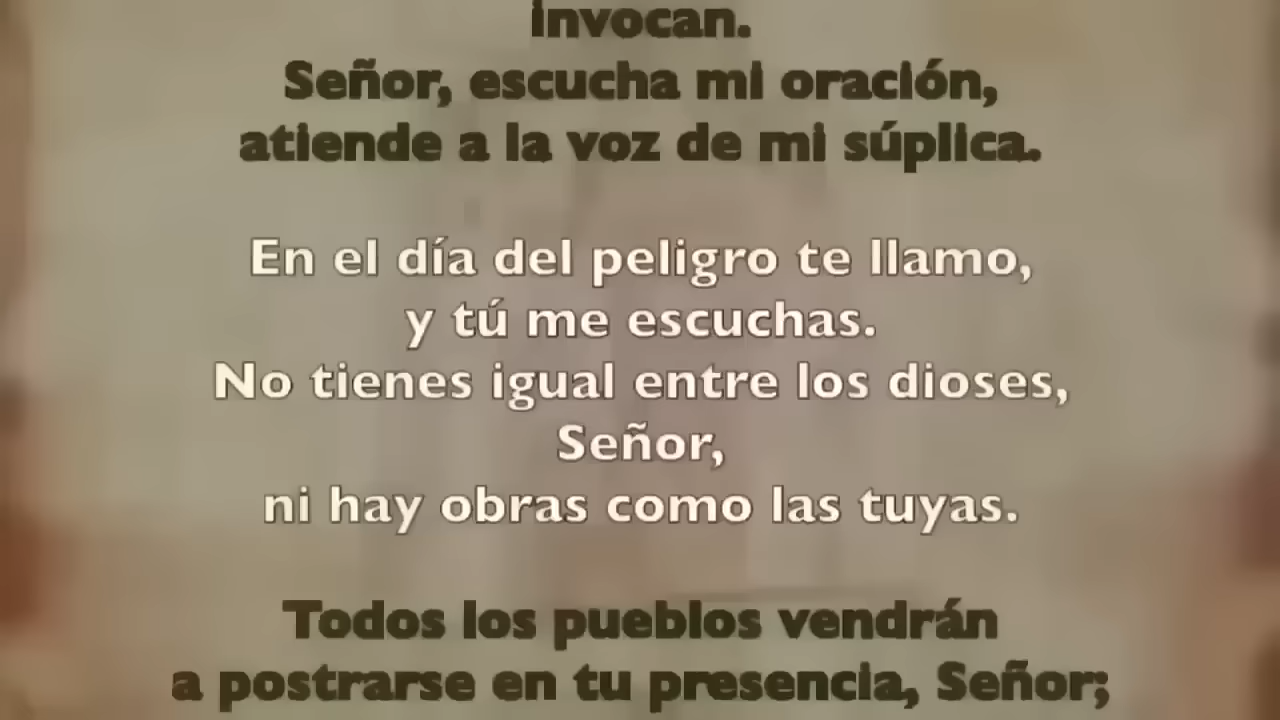 invocan.
Señor, escucha mi oración,
atiende a la voz de mi súplica.
En el día del peligro te llamo,
y tú me escuchas.
No tienes igual entre los dioses,
Señor,
ni hay obras como las tuyas.
Todos los pueblos vendrán
a postrarse en tu presencia, Señor;